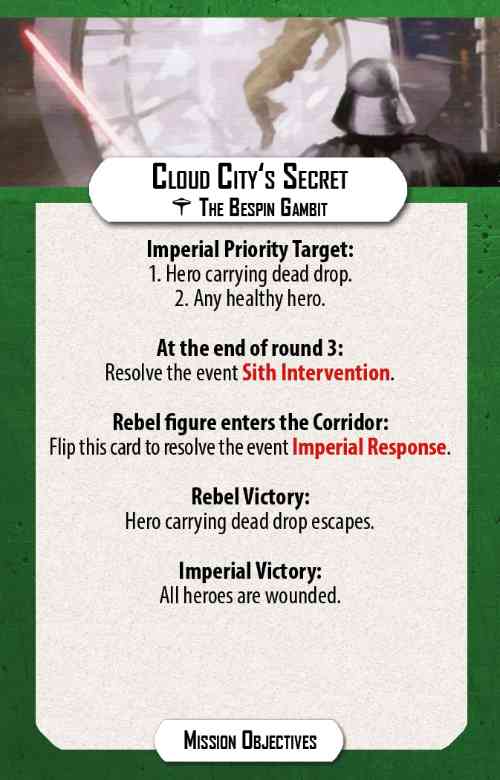 Cloud City‘s Secret
The Bespin Gambit
Imperial Priority Target:
1. Hero carrying dead drop.
2. Any healthy hero.
At the end of round 3:
Resolve the event Sith Intervention.
Rebel figure enters the Corridor:
Flip this card to resolve the event Imperial Response.
Rebel Victory:
Hero carrying dead drop escapes.
Imperial Victory:
All heroes are wounded.
Mission Objectives